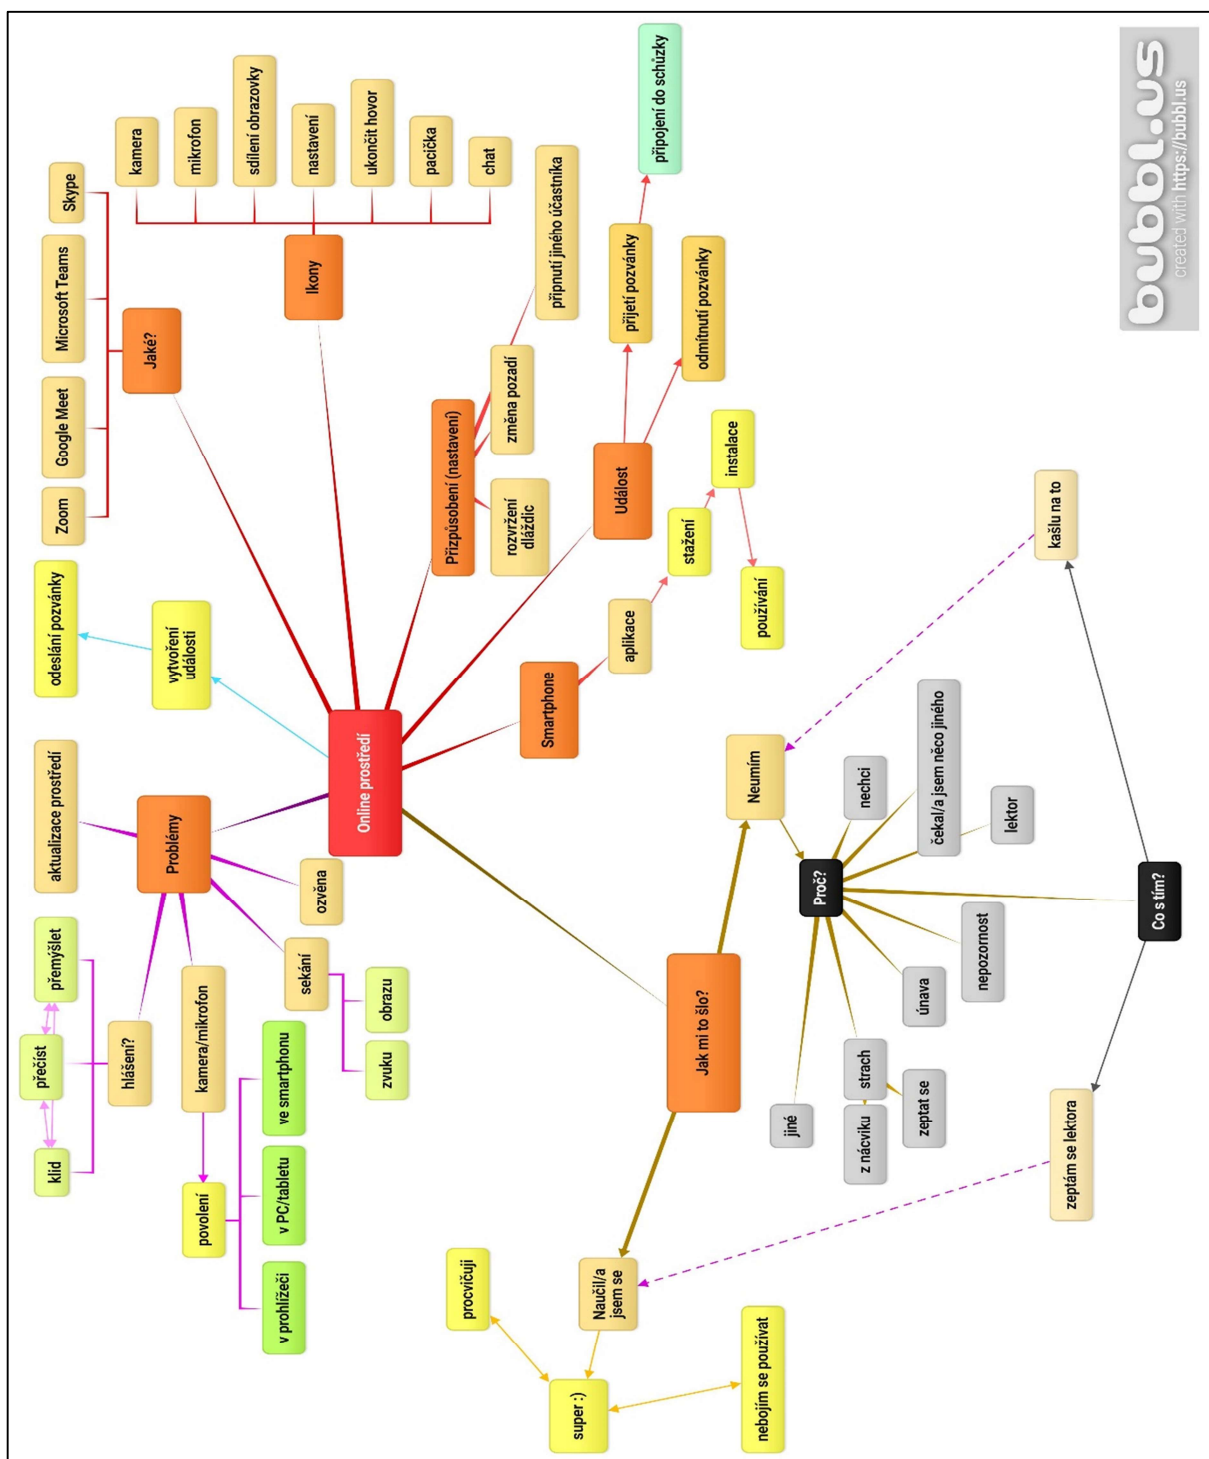 klid
přečíst
přemýšlet
hlášení?
aktualizace prostředí
Problémy
kamera/mikrofon
povolení
v prohlížeči
v PC/tabletu
ve smartphonu
sekání
zvuku
obrazu
ozvěna
odeslání pozvánky
vytvoření
události
Zoom
Google Meet
Microsoft Teams
Skype
Jaké?
kamera
mikrofon
sdílení obrazovky
nastavení
ukončit hovor
pacička
chat
Ikony
Online prostředí
Přizpůsobení (nastavení)
rozvržení
dláždic
změna pozadí
připnutí jiného účastníka
Událost
přijetí pozvánky
připojení do schůzky
odmítnutí pozvánky
Smartphone
aplikace
stažení
instalace
používání
Jak mi to šlo?
Naučil/a
jsem se
procvičuji
super :)
nebojím se používat
Neumím
Proč?
jiné
strach
z nácviku
zeptat se
únava
nepozornost
nechci
čekal/a jsem něco jiného
lektor
Co s tím?
zeptám se lektora
kašlu na to
bubbl.us
created with https://bubbl.us